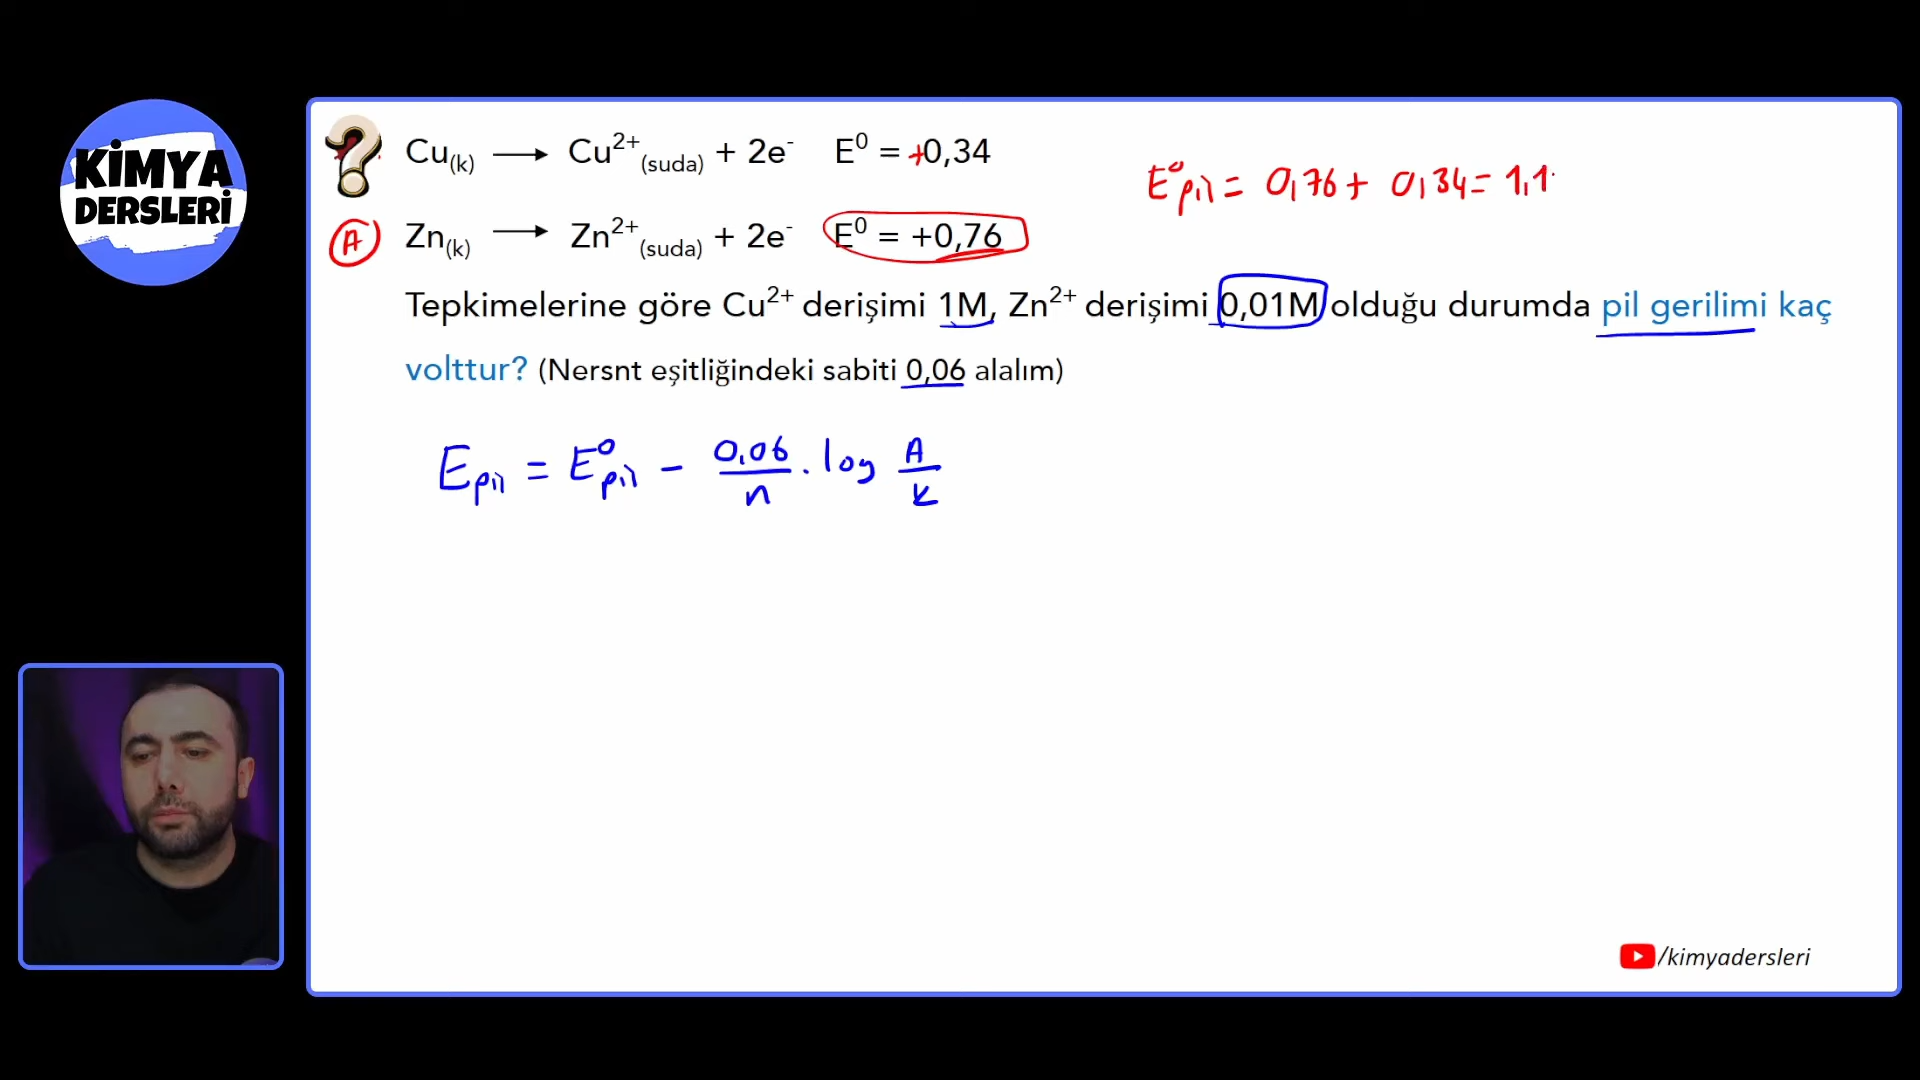 KİMYA
DERSLERİ
Cu(k) → Cu²⁺(suda) + 2e⁻ E⁰ = +0,34
E⁰pil = 0,76 + 0,34 = 1,1
A Zn(k) → Zn²⁺(suda) + 2e⁻ E⁰ = +0,76
Tepkimelerine göre Cu²⁺ derişimi 1M, Zn²⁺ derişimi 0,01M olduğu durumda pil gerilimi kaç
volttur? (Nersnt eşitliğindeki sabiti 0,06 alalım)
Epil = E⁰pil - 0,06/n . log A/K
/kimyadersleri